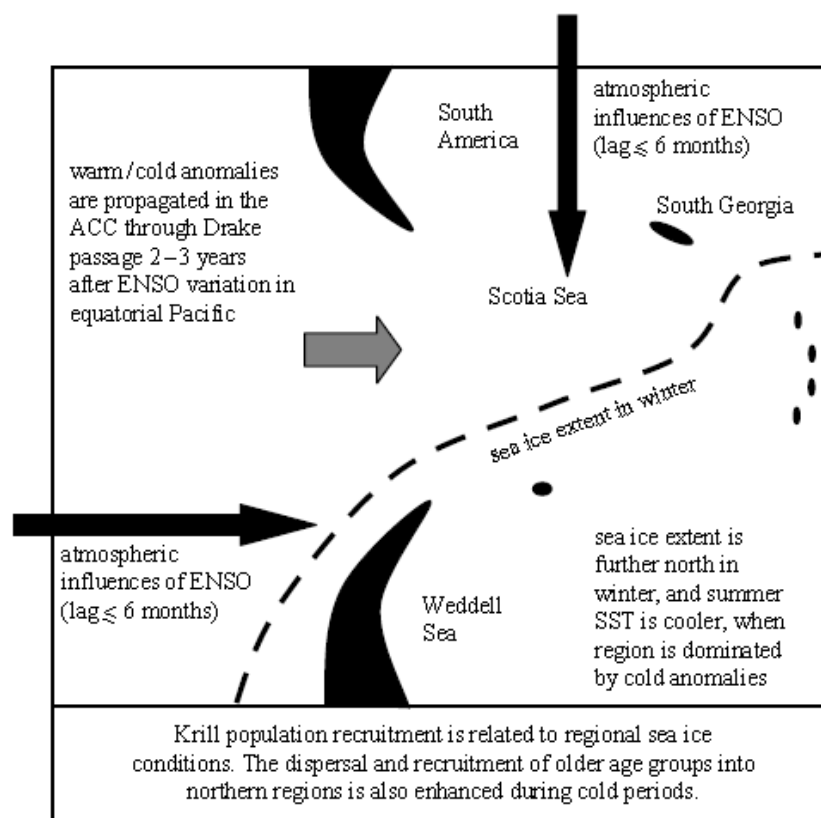 atmospheric
influences of ENSO
(lag ⩽ 6 months)
South
America
warm/cold anomalies
are propagated in the
ACC through Drake
passage 2–3 years
after ENSO variation in
equatorial Pacific
South Georgia
Scotia Sea
sea ice extent in winter
atmospheric
influences of ENSO
(lag ⩽ 6 months)
Weddell
Sea
sea ice extent is
further north in
winter, and summer
SST is cooler, when
region is dominated
by cold anomalies
Krill population recruitment is related to regional sea ice
conditions. The dispersal and recruitment of older age groups into
northern regions is also enhanced during cold periods.